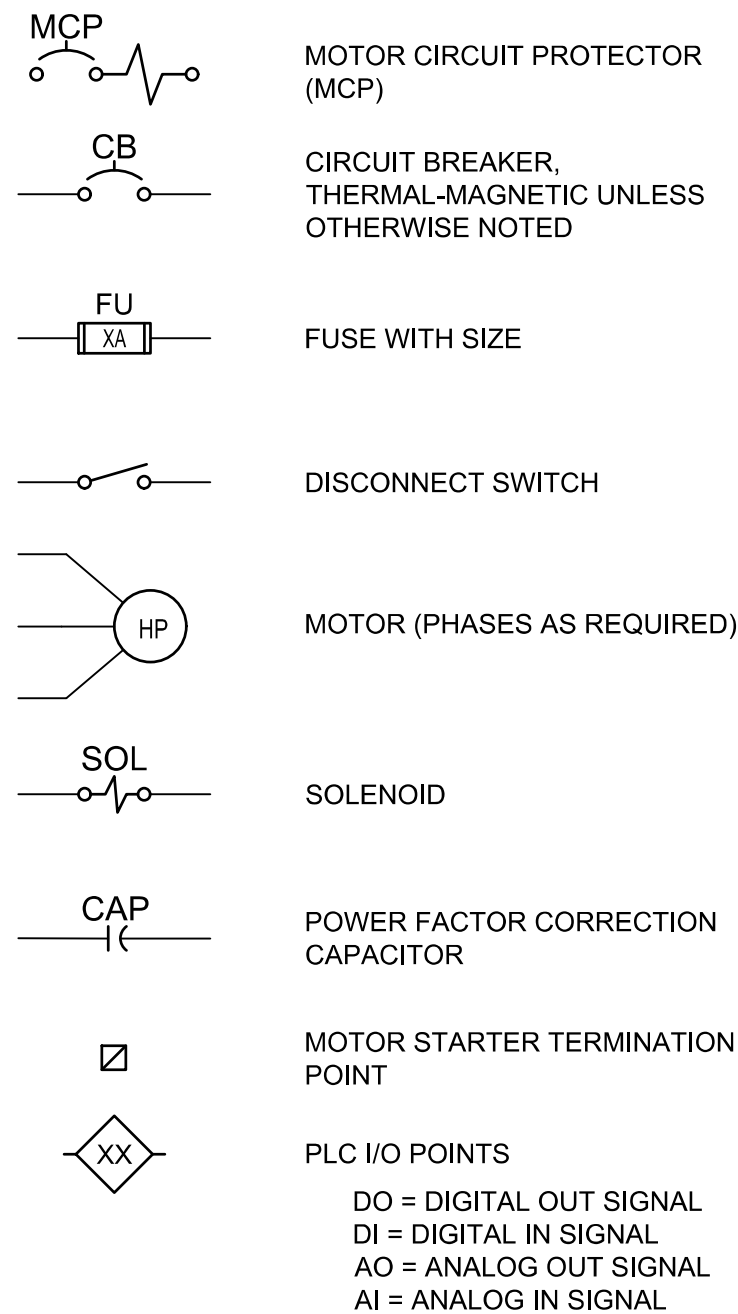 MCP
MOTOR CIRCUIT PROTECTOR
(MCP)
CB
CIRCUIT BREAKER,
THERMAL-MAGNETIC UNLESS
OTHERWISE NOTED
FU
XA
FUSE WITH SIZE
DISCONNECT SWITCH
HP
MOTOR (PHASES AS REQUIRED)
SOL
SOLENOID
CAP
POWER FACTOR CORRECTION
CAPACITOR
MOTOR STARTER TERMINATION
POINT
XX
PLC I/O POINTS
DO = DIGITAL OUT SIGNAL
DI = DIGITAL IN SIGNAL
AO = ANALOG OUT SIGNAL
AI = ANALOG IN SIGNAL